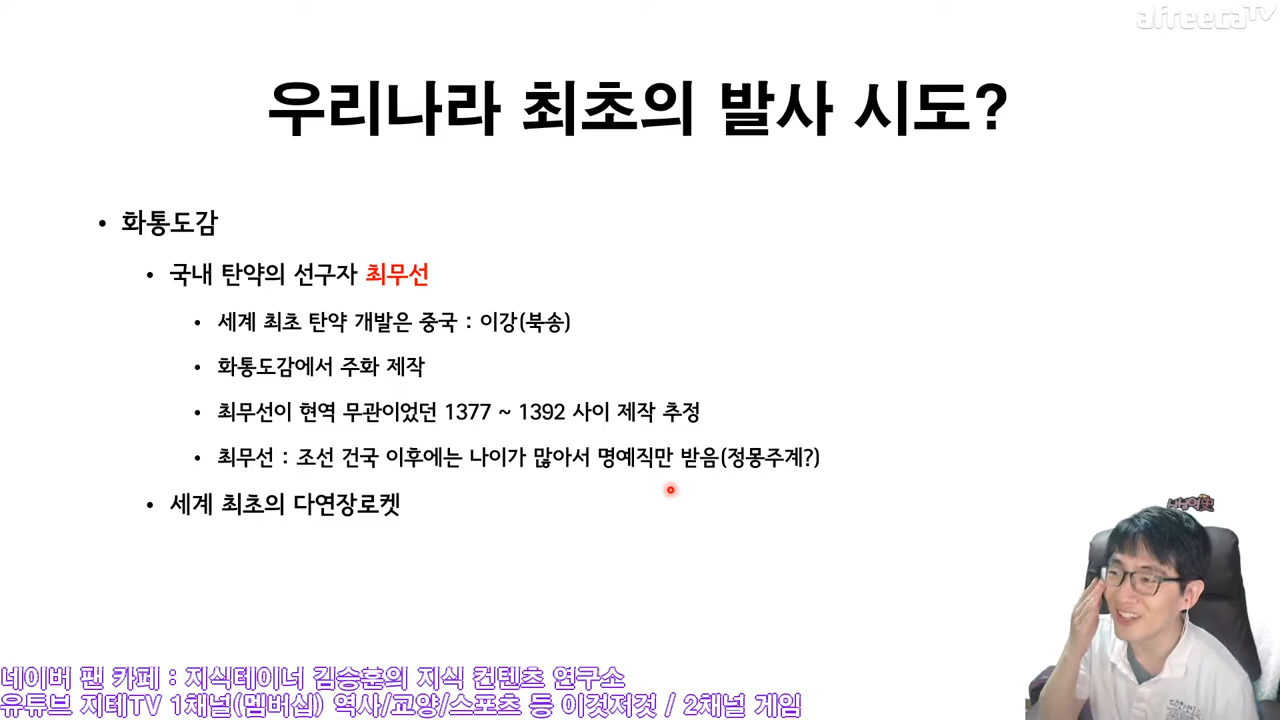 afreecaTV
우리나라 최초의 발사 시도?
• 화통도감
• 국내 탄약의 선구자 최무선
• 세계 최초 탄약 개발은 중국 : 이강(북송)
• 화통도감에서 주화 제작
• 최무선이 현역 무관이었던 1377 ~ 1392 사이 제작 추정
• 최무선 : 조선 건국 이후에는 나이가 많아서 명예직만 받음(정몽주계?)
• 세계 최초의 다연장로켓
네이버 팬 카페 : 지식테이너 김승훈의 지식 컨텐츠 연구소
유튜브 지테TV 1채널(멤버십) 역사/교양/스포츠 등 이것저것 / 2채널 게임